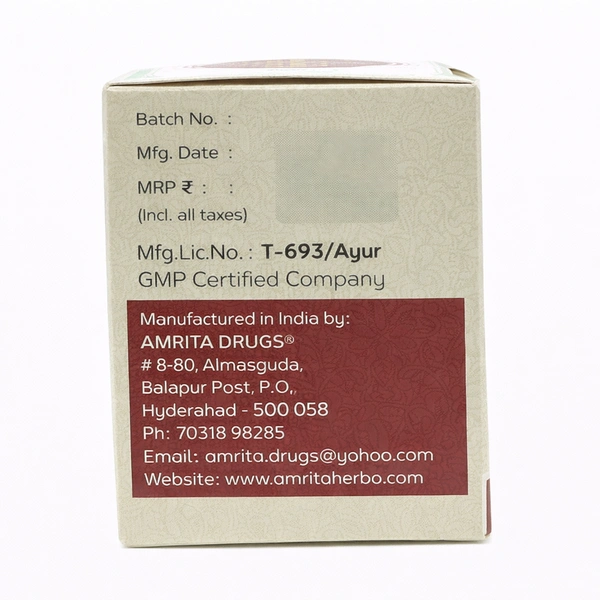 Batch No. :
Mfg. Date :
MRP ₹ : :
(Incl. all taxes)
Mfg.Lic.No. : T-693/Ayur
GMP Certified Company
Manufactured in India by:
AMRITA DRUGS®
# 8-80, Almasguda,
Balapur Post, P.O,
Hyderahad - 500 058
Ph: 70318 98285
Email: amrita.drugs@yohoo.com
Website: www.amritaherbo.com